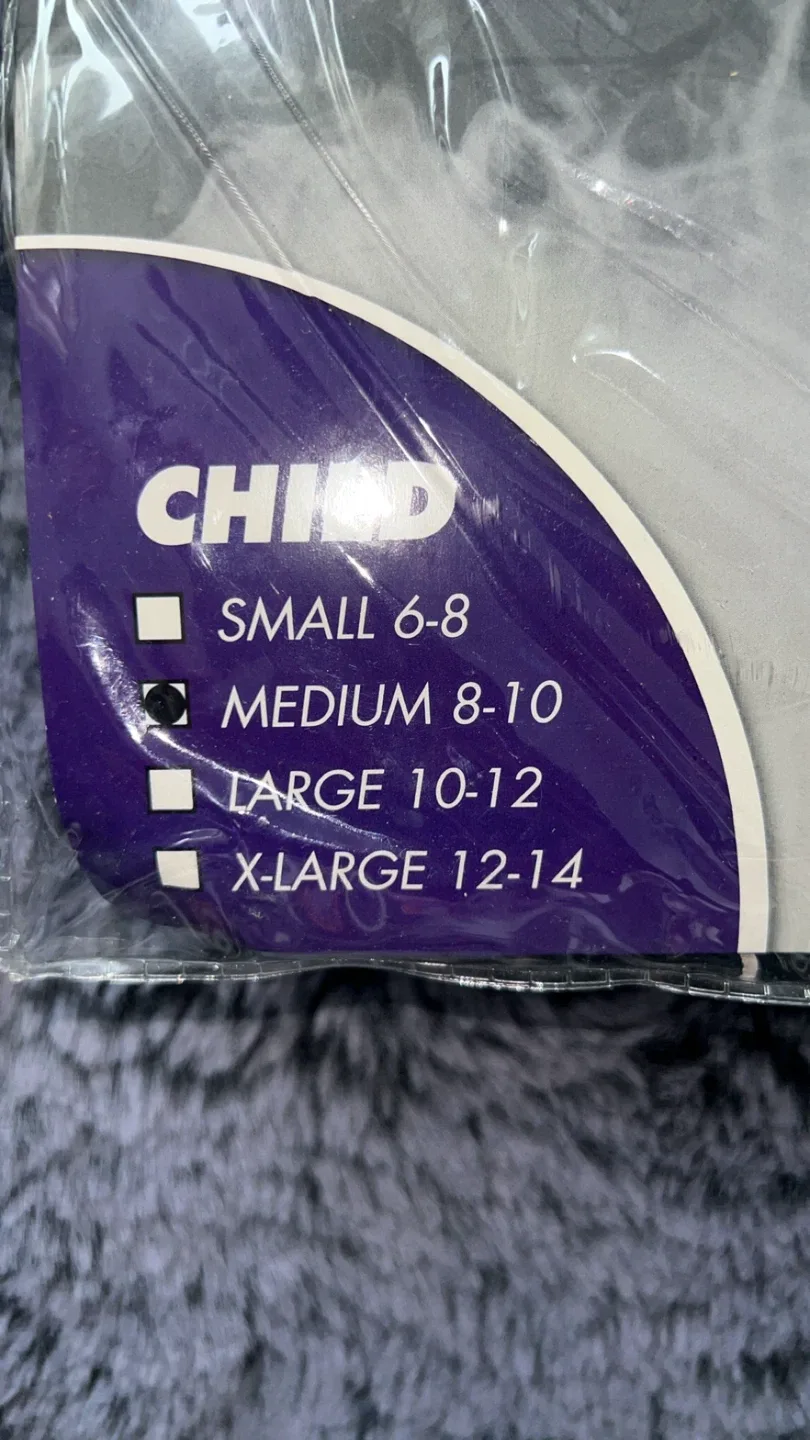 CHILD
SMALL 6-8
MEDIUM 8-10
LARGE 10-12
X-LARGE 12-14